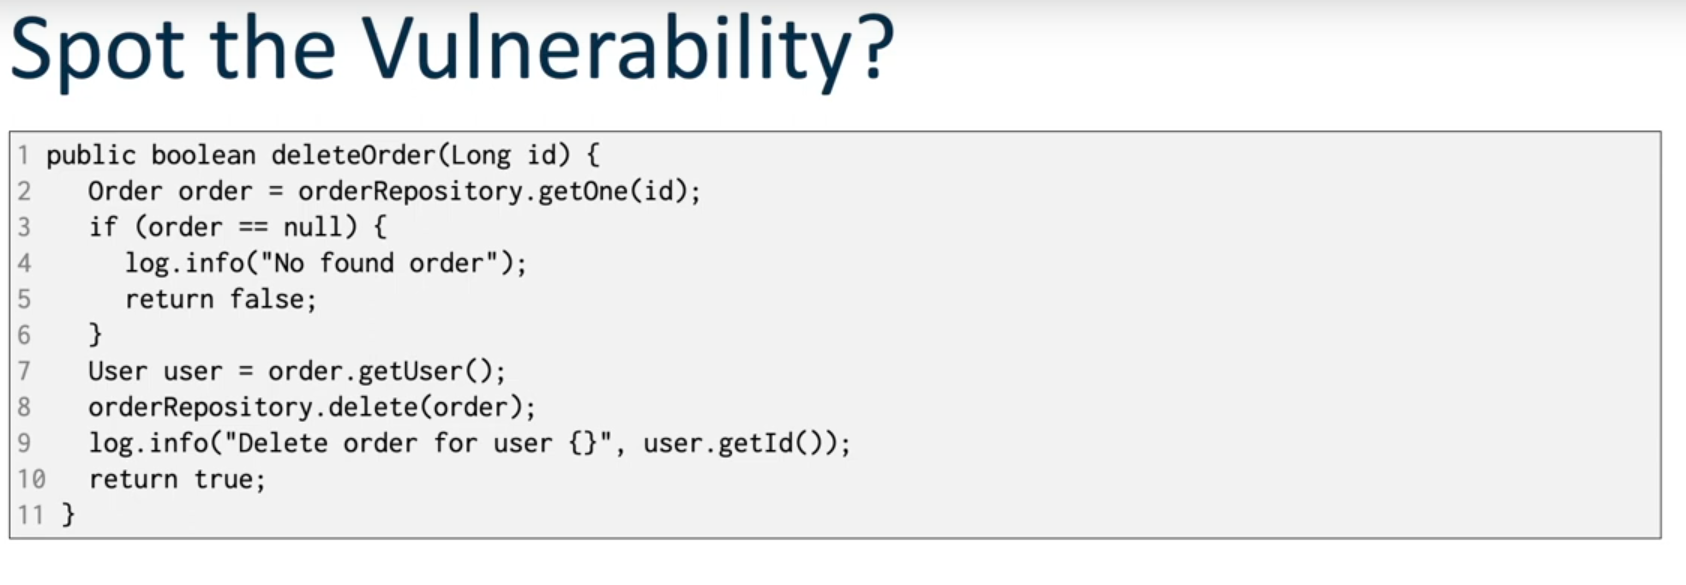 Spot the Vulnerability?
1 public boolean deleteOrder(Long id) {
2 Order order = orderRepository.getOne(id);
3 if (order == null) {
4 log.info("No found order");
5 return false;
6 }
7 User user = order.getUser();
8 orderRepository.delete(order);
9 log.info("Delete order for user {}", user.getId());
10 return true;
11 }